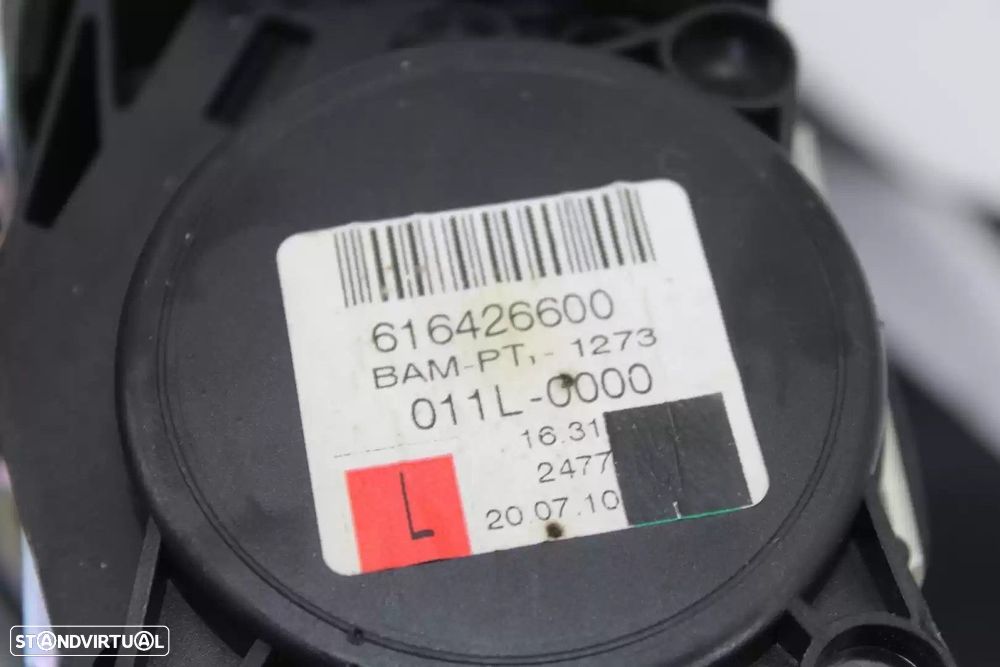 616426600
BAM-PT, - 1273
011L-0000
16.31
2477
20.07.10
L
STANDVIRTUAL